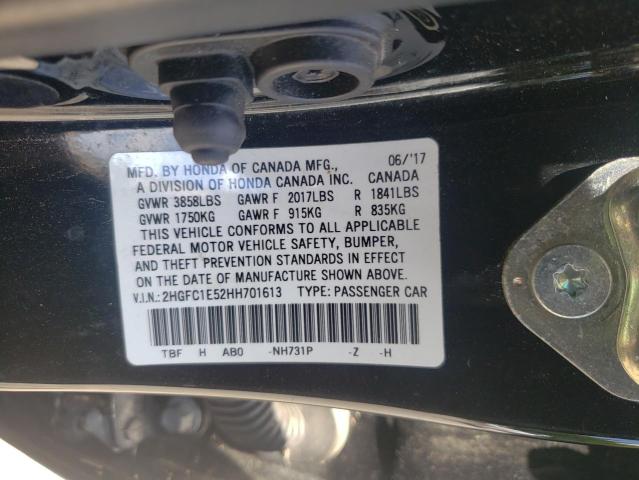 MFD. BY HONDA OF CANADA MFG., 06/'17
A DIVISION OF HONDA CANADA INC. CANADA
GVWR 3858LBS GAWR F 2017LBS R 1841LBS
GVWR 1750KG GAWR F 915KG R 835KG
THIS VEHICLE CONFORMS TO ALL APPLICABLE
FEDERAL MOTOR VEHICLE SAFETY, BUMPER,
AND THEFT PREVENTION STANDARDS IN EFFECT
ON THE DATE OF MANUFACTURE SHOWN ABOVE.
V.I.N.: 2HGFC1E52HH701613 TYPE: PASSENGER CAR
TBF H AB0 -NH731P -Z -H